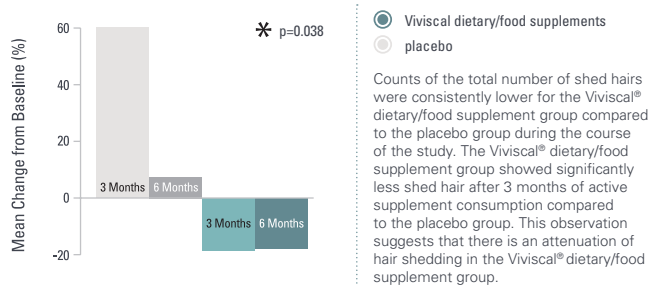 Mean Change from Baseline (%)
60
40
20
0
-20
3 Months
6 Months
3 Months
6 Months
* p=0.038
Viviscal dietary/food supplements
placebo
Counts of the total number of shed hairs
were consistently lower for the Viviscal®
dietary/food supplement group compared
to the placebo group during the course
of the study. The Viviscal® dietary/food
supplement group showed significantly
less shed hair after 3 months of active
supplement consumption compared
to the placebo group. This observation
suggests that there is an attenuation of
hair shedding in the Viviscal® dietary/food
supplement group.